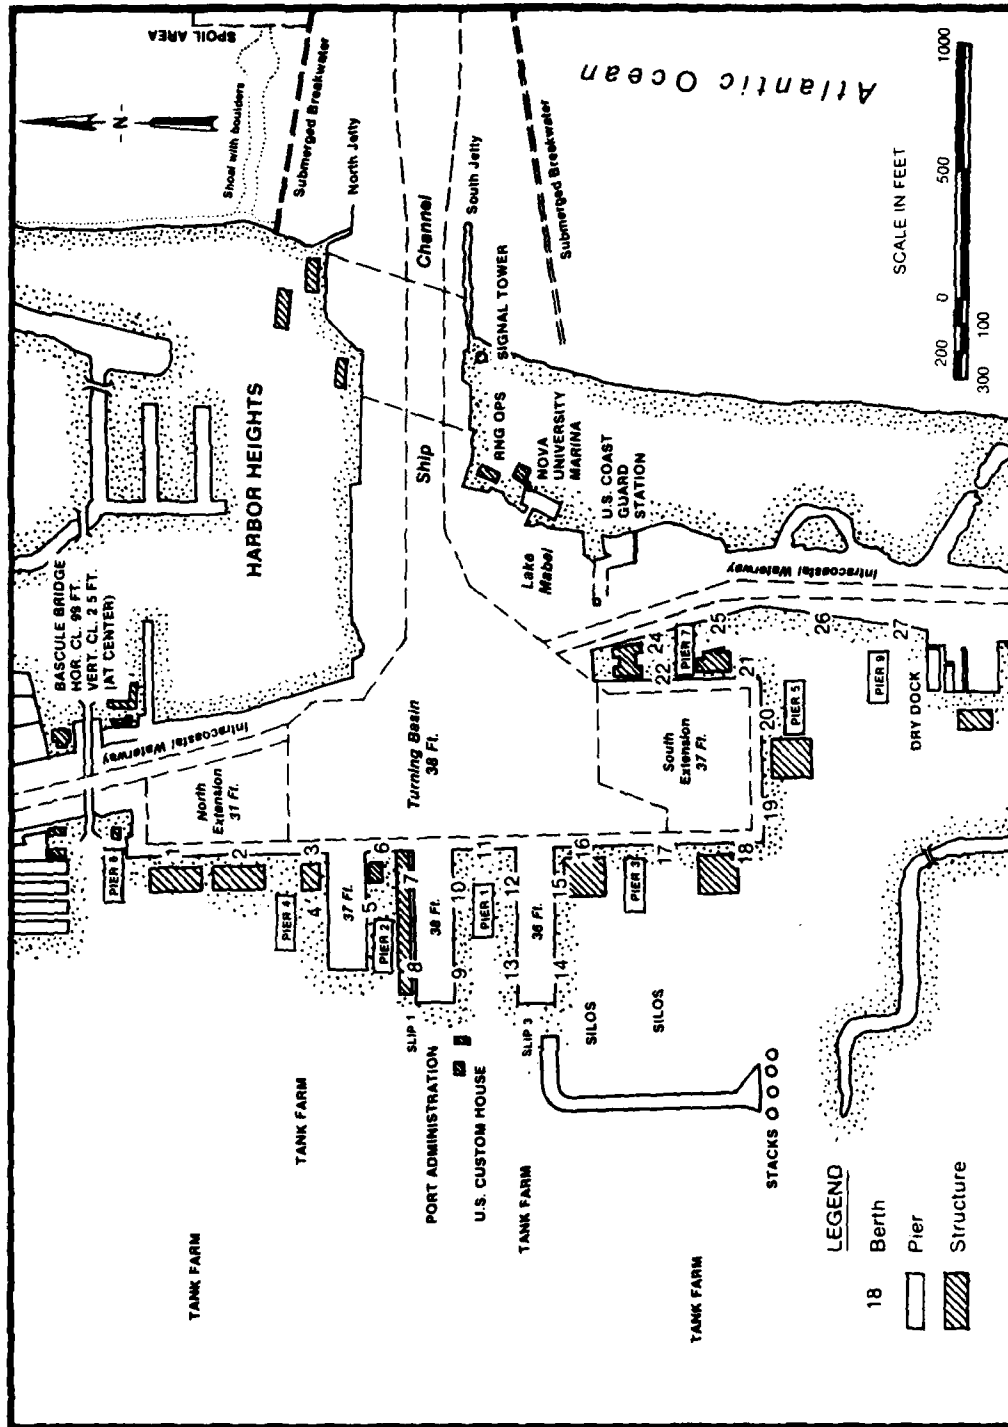 SPOIL AREA
-N-
Shoal with boulders
Submerged Breakwater
North Jetty
Channel
Ship
South Jetty
Submerged Breakwater
Atlantic Ocean
SIGNAL TOWER
RNG OPS
NOVA
UNIVERSITY
MARINA
U.S. COAST
GUARD
STATION
Lake
Mabel
HARBOR HEIGHTS
BASCULE BRIDGE
HOR. CL. 99 FT.
VERT. CL. 25 FT.
(AT CENTER)
Intracoastal Waterway
Intracoastal Waterway
North
Extension
31 Ft.
Turning Basin
38 Ft.
South
Extension
37 Ft.
PIER 6
1
2
3
4
PIER 4
37 Ft.
5
6
PIER 2
7
8
SLIP 1
38 Ft.
9
10
PIER 1
11
12
13
36 Ft.
SLIP 3
14
15
16
PIER 3
17
18
19
20
PIER 5
21
22
24
PIER 7
25
26
27
PIER 9
DRY DOCK
SILOS
SILOS
STACKS
PORT ADMINISTRATION
U.S. CUSTOM HOUSE
TANK FARM
TANK FARM
TANK FARM
TANK FARM
SCALE IN FEET
300 200 100 0 500 1000
LEGEND
18 Berth
Pier
Structure